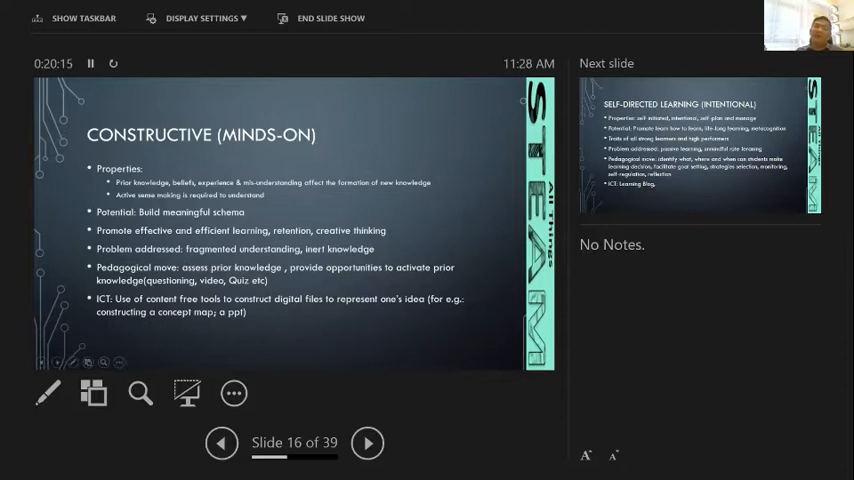 SHOW TASKBAR
DISPLAY SETTINGS ▼
END SLIDE SHOW
0:20:15
11:28 AM
Next slide
CONSTRUCTIVE (MINDS-ON)
• Properties:
• Prior knowledge, beliefs, experience & mis-understanding affect the formation of new knowledge
• Active sense making is required to understand
• Potential: Build meaningful schema
• Promote effective and efficient learning, retention, creative thinking
• Problem addressed: fragmented understanding, inert knowledge
• Pedagogical move: assess prior knowledge , provide opportunities to activate prior
knowledge(questioning, video, Quiz etc)
• ICT: Use of content free tools to construct digital files to represent one's idea (for e.g.:
constructing a concept map; a ppt)
All Things
STEAM
SELF-DIRECTED LEARNING (INTENTIONAL)
• Properties: self-initiated, intentional, self-plan and manage
• Potential: Promote learn how to learn, life-long learning, metacognition
• Traits of all strong learners and high performers
• Problem addressed: passive learning, unmindful rote learning
• Pedagogical move: identify what, where and when can students make
learning decision, facilitate goal setting, strategies selection, monitoring,
self-regulation, reflection
• ICT: Learning Blog,
All Things
STEAM
No Notes.
Slide 16 of 39
A A